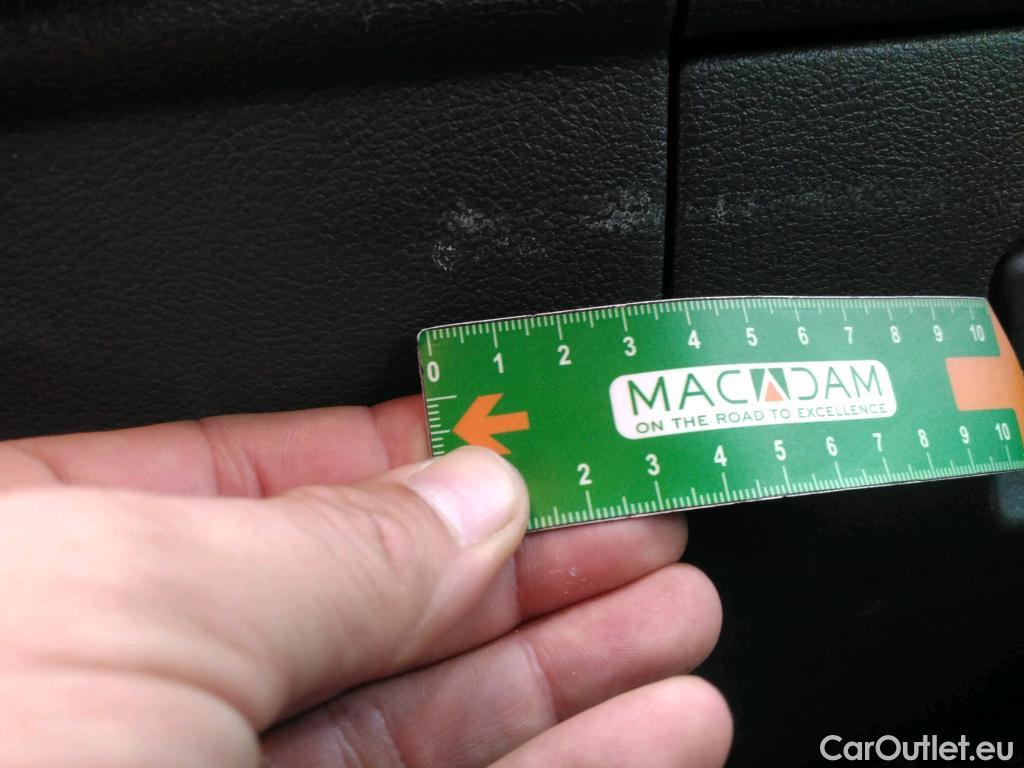 0 1 2 3 4 5 6 7 8 9 10
MACADAM
ON THE ROAD TO EXCELLENCE
2 3 4 5 6 7 8 9 10
CarOutlet.eu